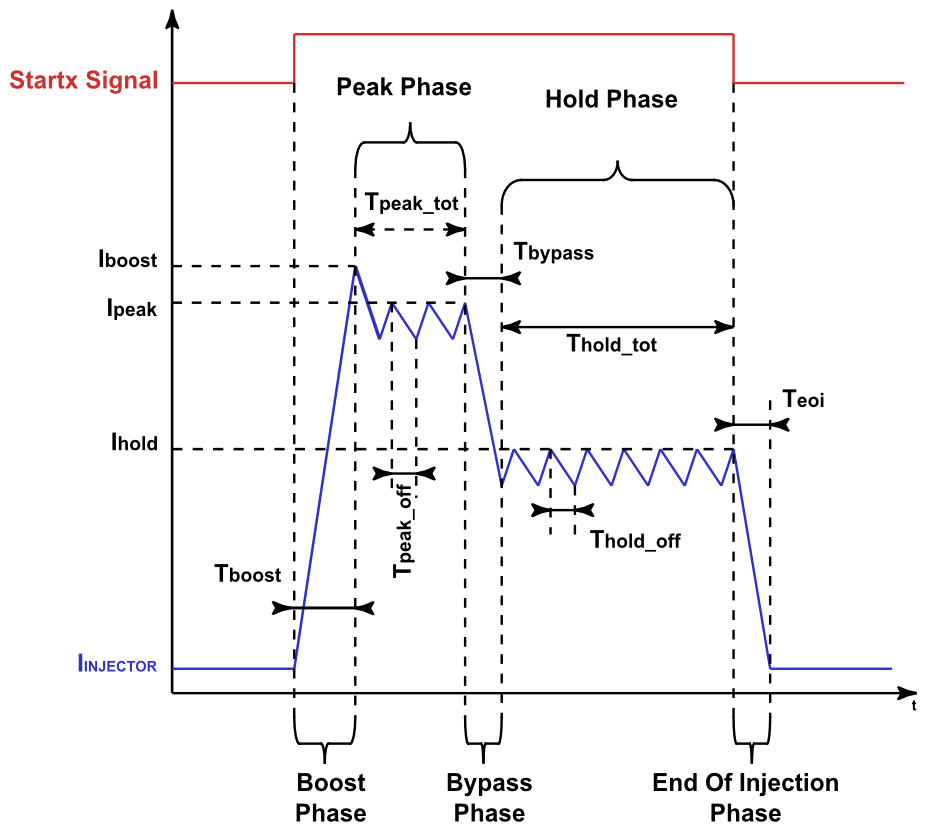 Startx Signal
Peak Phase
Hold Phase
Tpeak_tot
Tbypass
Iboost
Ipeak
Thold_tot
Teoi
Ihold
Tpeak_off
Thold_off
Tboost
IINJECTOR
t
Boost
Phase
Bypass
Phase
End Of Injection
Phase